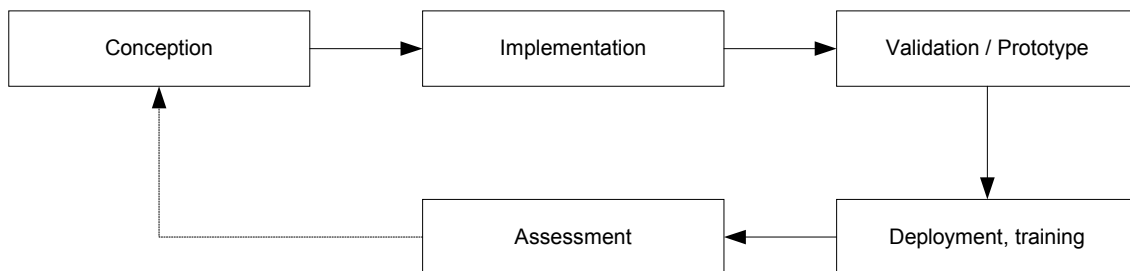 Conception
Implementation
Validation / Prototype
Assessment
Deployment, training